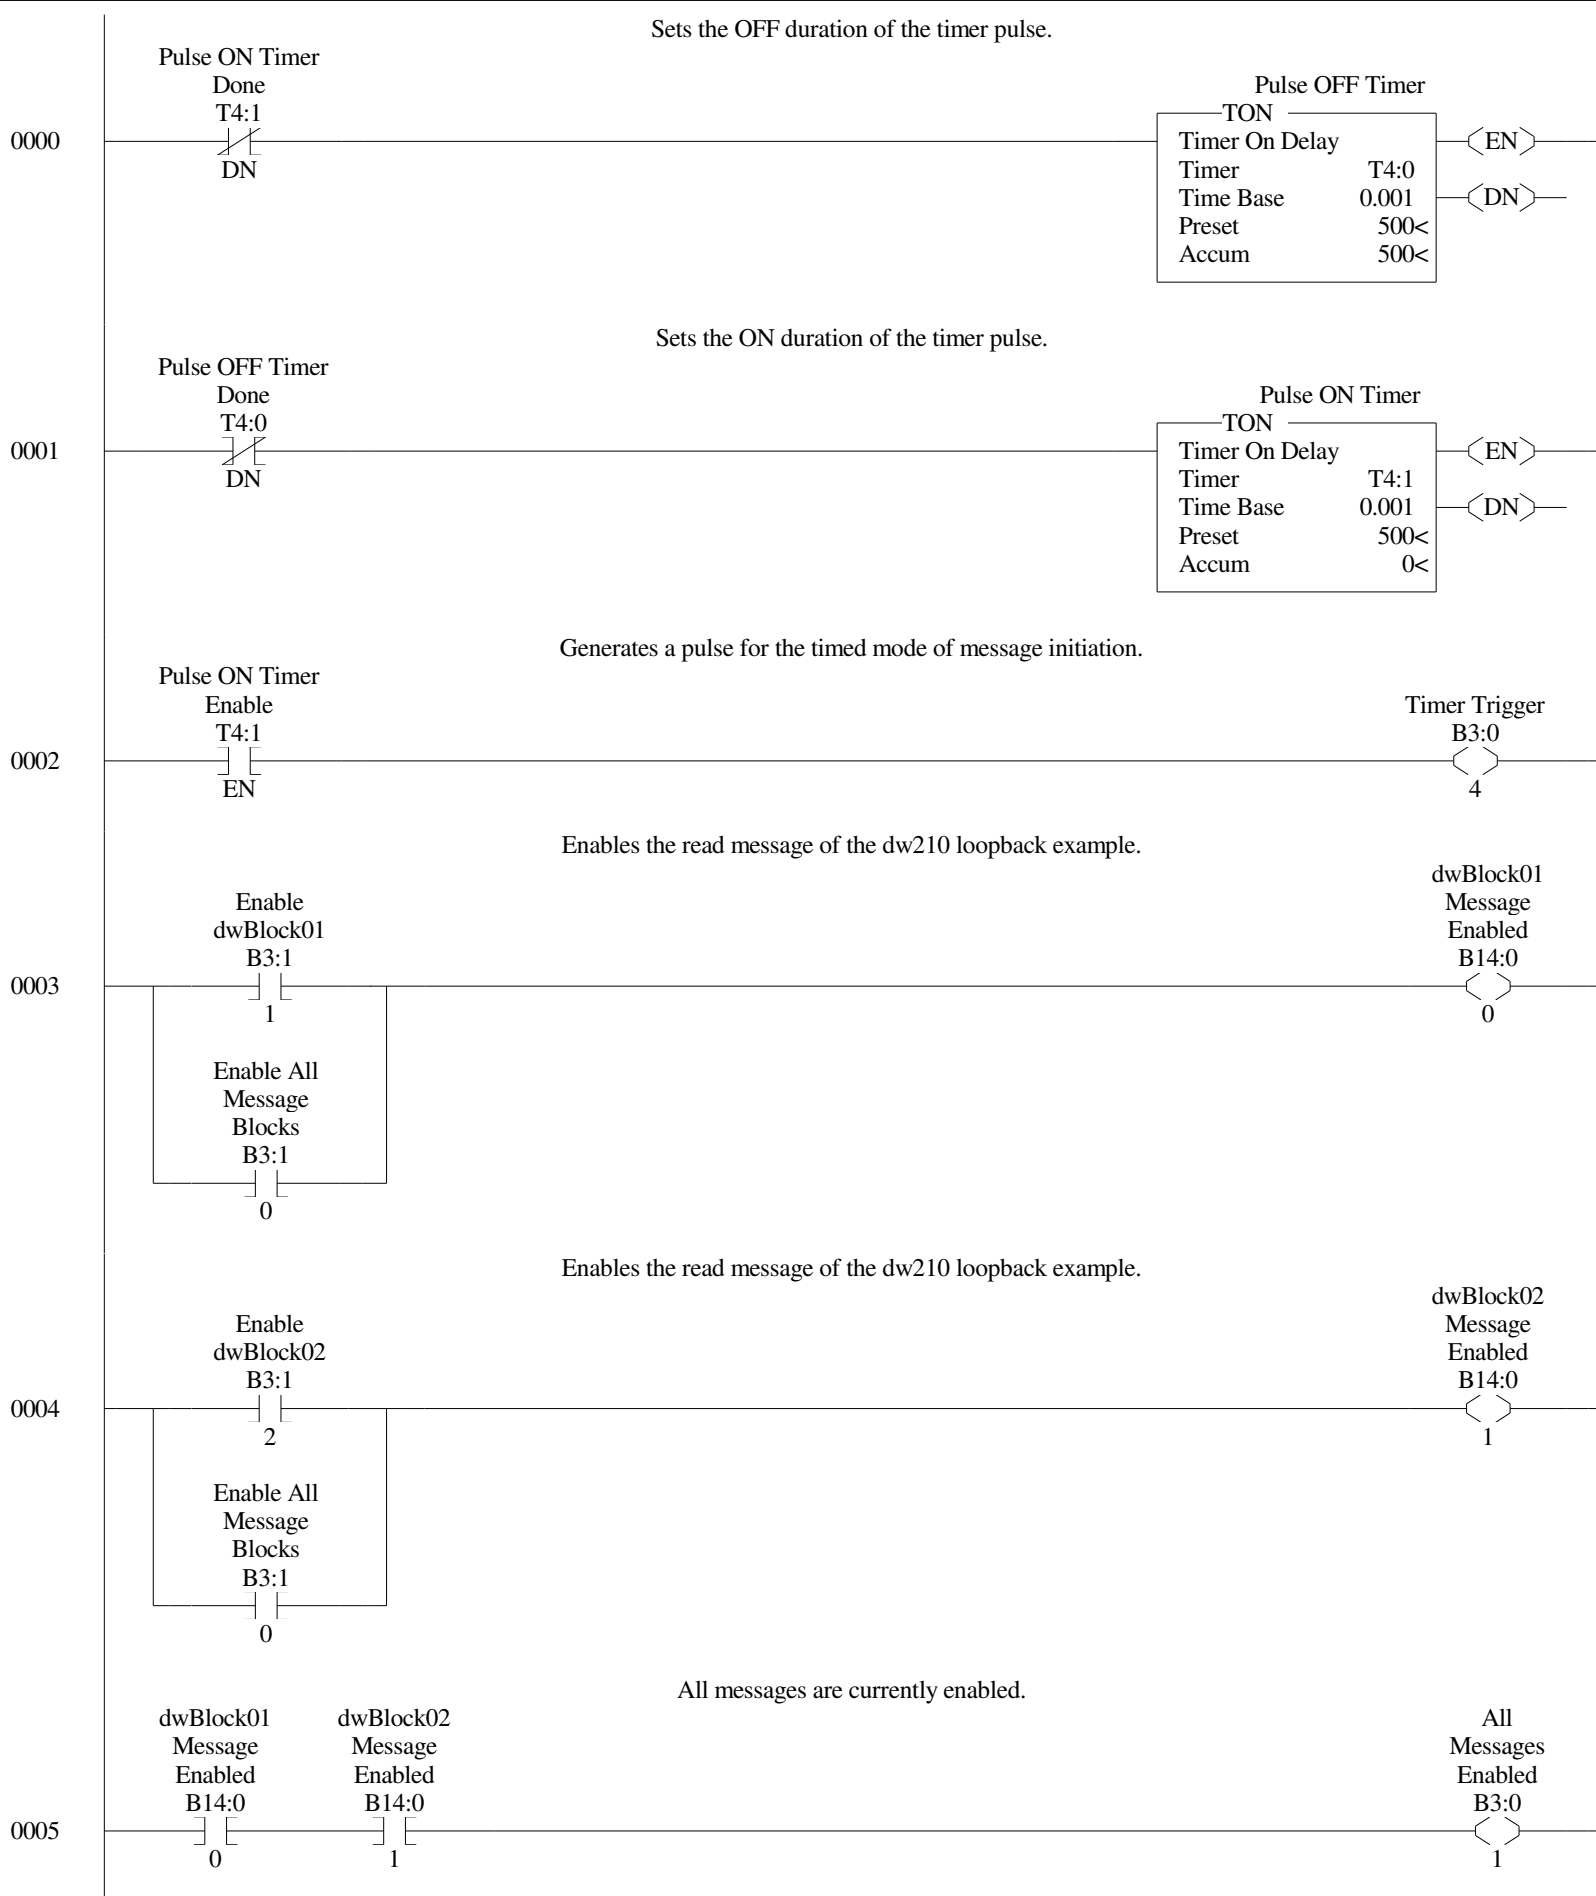 Sets the OFF duration of the timer pulse.
Pulse ON Timer
Done
T4:1
DN
0000
Pulse OFF Timer
TON
Timer On Delay
Timer T4:0
Time Base 0.001
Preset 500<
Accum 500<
EN
DN
Sets the ON duration of the timer pulse.
Pulse OFF Timer
Done
T4:0
DN
0001
Pulse ON Timer
TON
Timer On Delay
Timer T4:1
Time Base 0.001
Preset 500<
Accum 0<
EN
DN
Generates a pulse for the timed mode of message initiation.
Pulse ON Timer
Enable
T4:1
EN
0002
Timer Trigger
B3:0
4
Enables the read message of the dw210 loopback example.
Enable
dwBlock01
B3:1
1
0003
Enable All
Message
Blocks
B3:1
0
dwBlock01
Message
Enabled
B14:0
0
Enables the read message of the dw210 loopback example.
Enable
dwBlock02
B3:1
2
0004
Enable All
Message
Blocks
B3:1
0
dwBlock02
Message
Enabled
B14:0
1
All messages are currently enabled.
dwBlock01
Message
Enabled
B14:0
0
dwBlock02
Message
Enabled
B14:0
1
0005
All
Messages
Enabled
B3:0
1